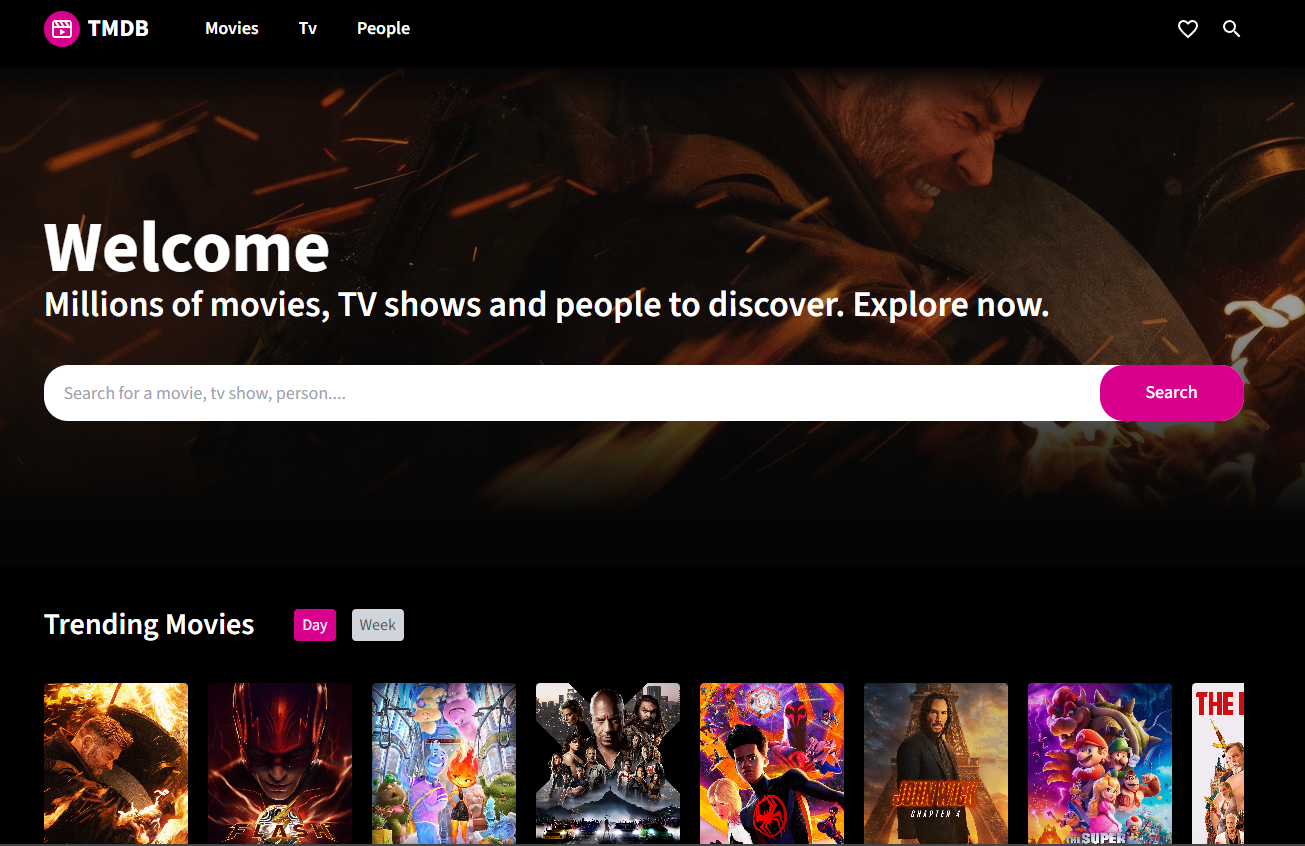 TMDB
Movies
Tv
People
Welcome
Millions of movies, TV shows and people to discover. Explore now.
Search for a movie, tv show, person....
Search
Trending Movies
Day
Week
FLASH
JOHN WICK
CHAPTER 4
THE SUPER
THE